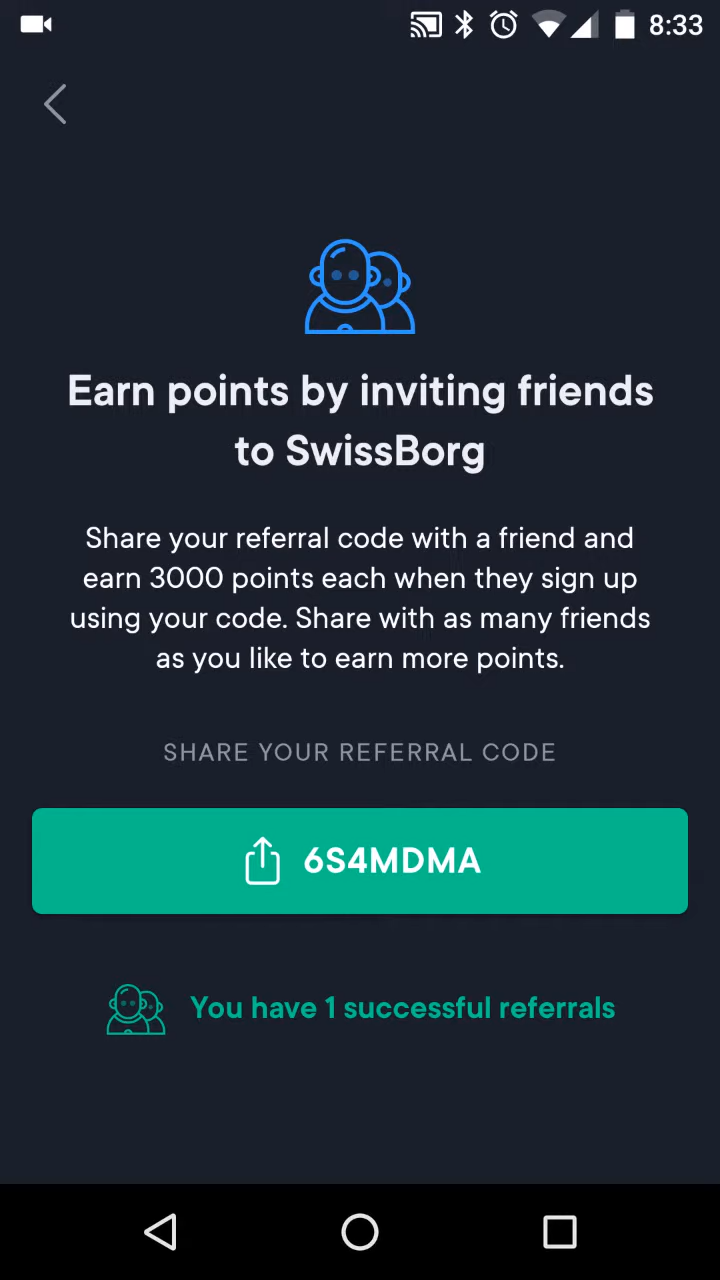 8:33
Earn points by inviting friends
to SwissBorg
Share your referral code with a friend and
earn 3000 points each when they sign up
using your code. Share with as many friends
as you like to earn more points.
SHARE YOUR REFERRAL CODE
6S4MDMA
You have 1 successful referrals